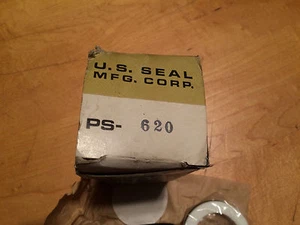 U.S. SEAL
MFG. CORP.
PS- 620